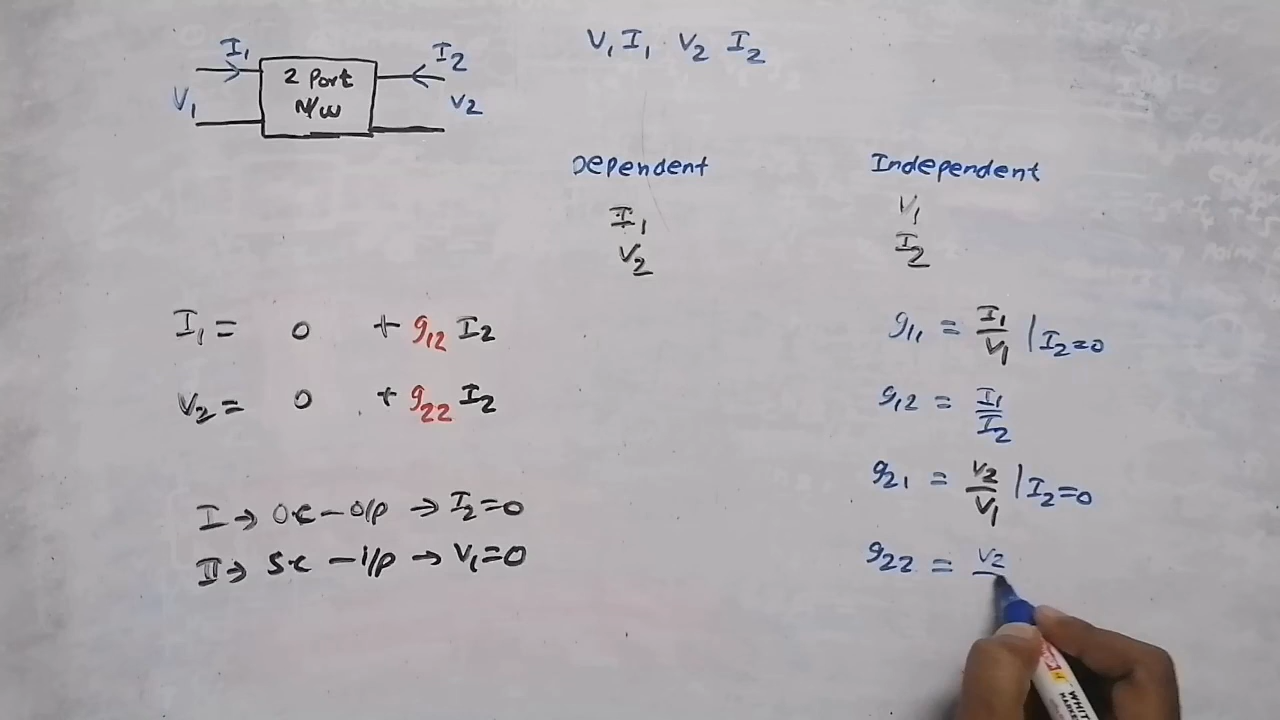 I₁ I₂ V₁ I₁ V₂ I₂
V₁ 2 Port V₂
N/W
Dependent Independent
I₁ V₁
V₂ I₂
I₁ = 0 + g₁₂ I₂ g₁₁ = I₁/V₁ | I₂=0
V₂ = 0 + g₂₂ I₂ g₁₂ = I₁/I₂
g₂₁ = V₂/V₁ | I₂=0
I → OC - O/P → I₂=0
II → SC - i/P → V₁=0 g₂₂ = V₂